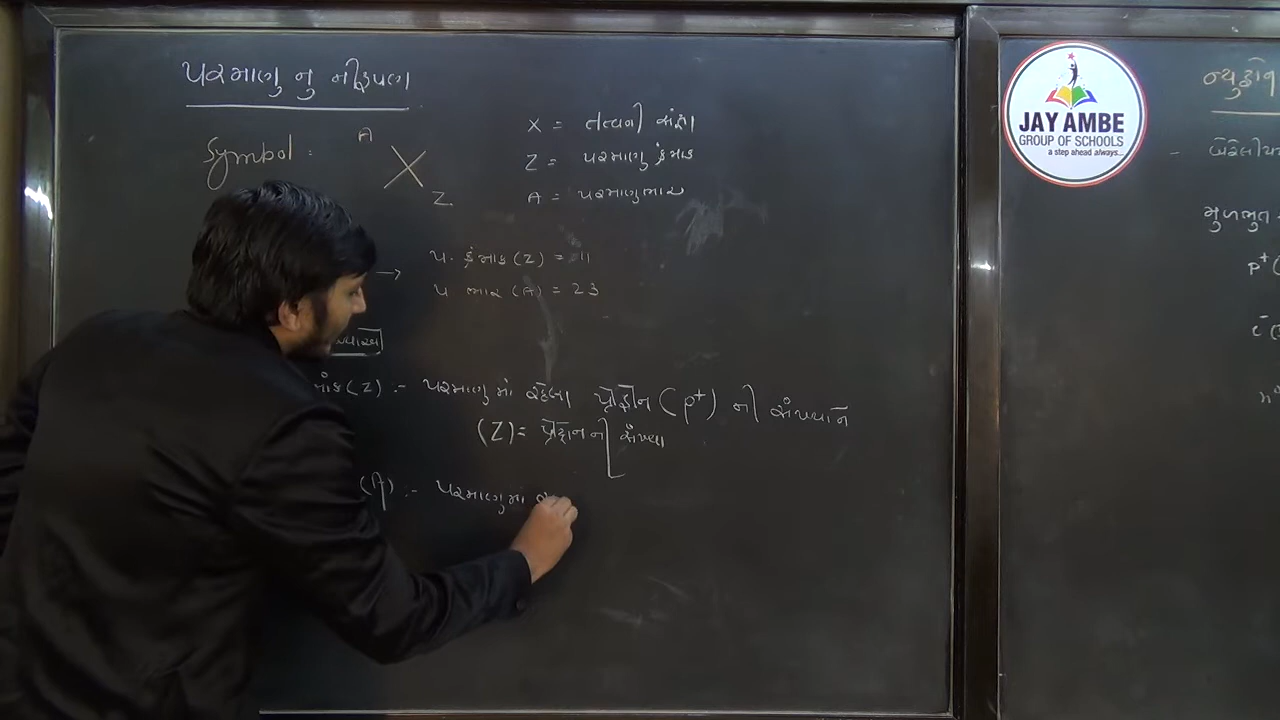 પરમાણુ નુ નીરૂપણ
Symbol :
A
X
Z
X = તત્વની સંજ્ઞા
Z = પરમાણુ ક્રમાંક
A = પરમાણુભાર
→ પ. ક્રમાંક (Z) = 11
પ ભાર (A) = 23
(Z) :- પરમાણુ માં રહેલા પ્રોટ્રોન (p+) ની સંખ્યાને
(Z) = પ્રોટ્રોન ની સંખ્યા
(A) :- પરમાણુમા
JAY AMBE
GROUP OF SCHOOLS
a step ahead always...
મુળભુત
p+